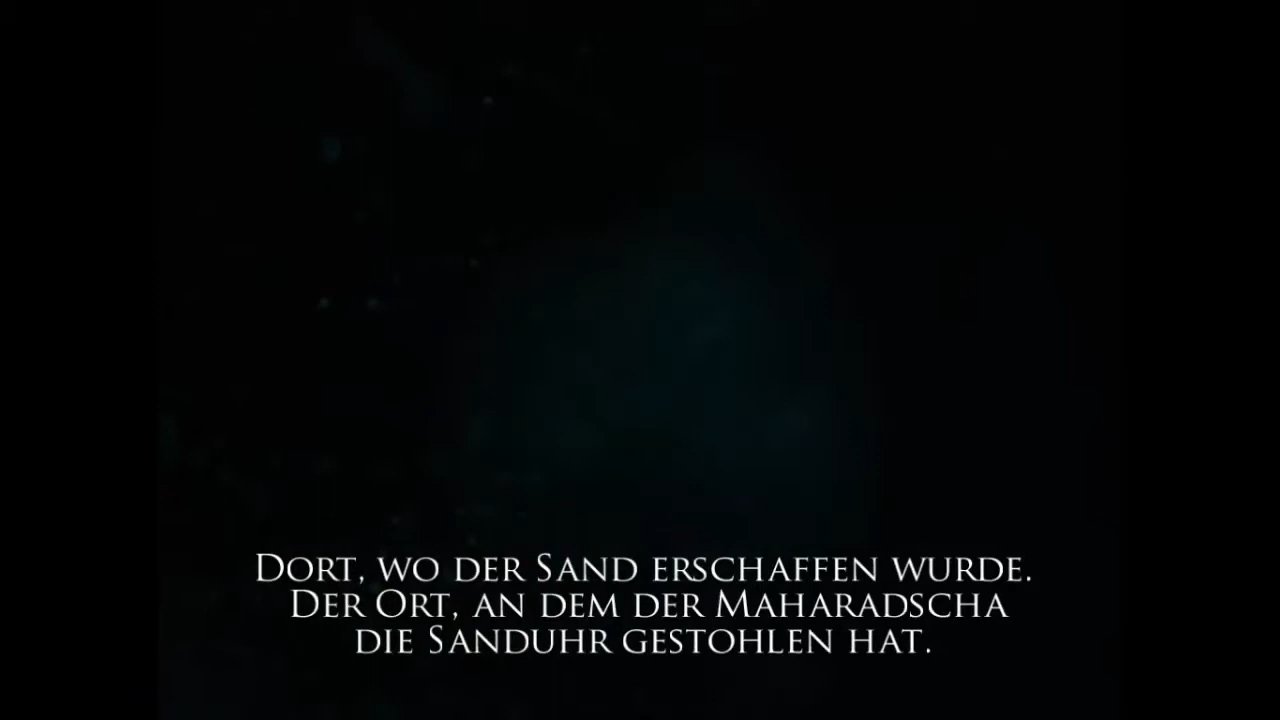 Dort, wo der Sand erschaffen wurde.
Der Ort, an dem der Maharadscha
die Sanduhr gestohlen hat.